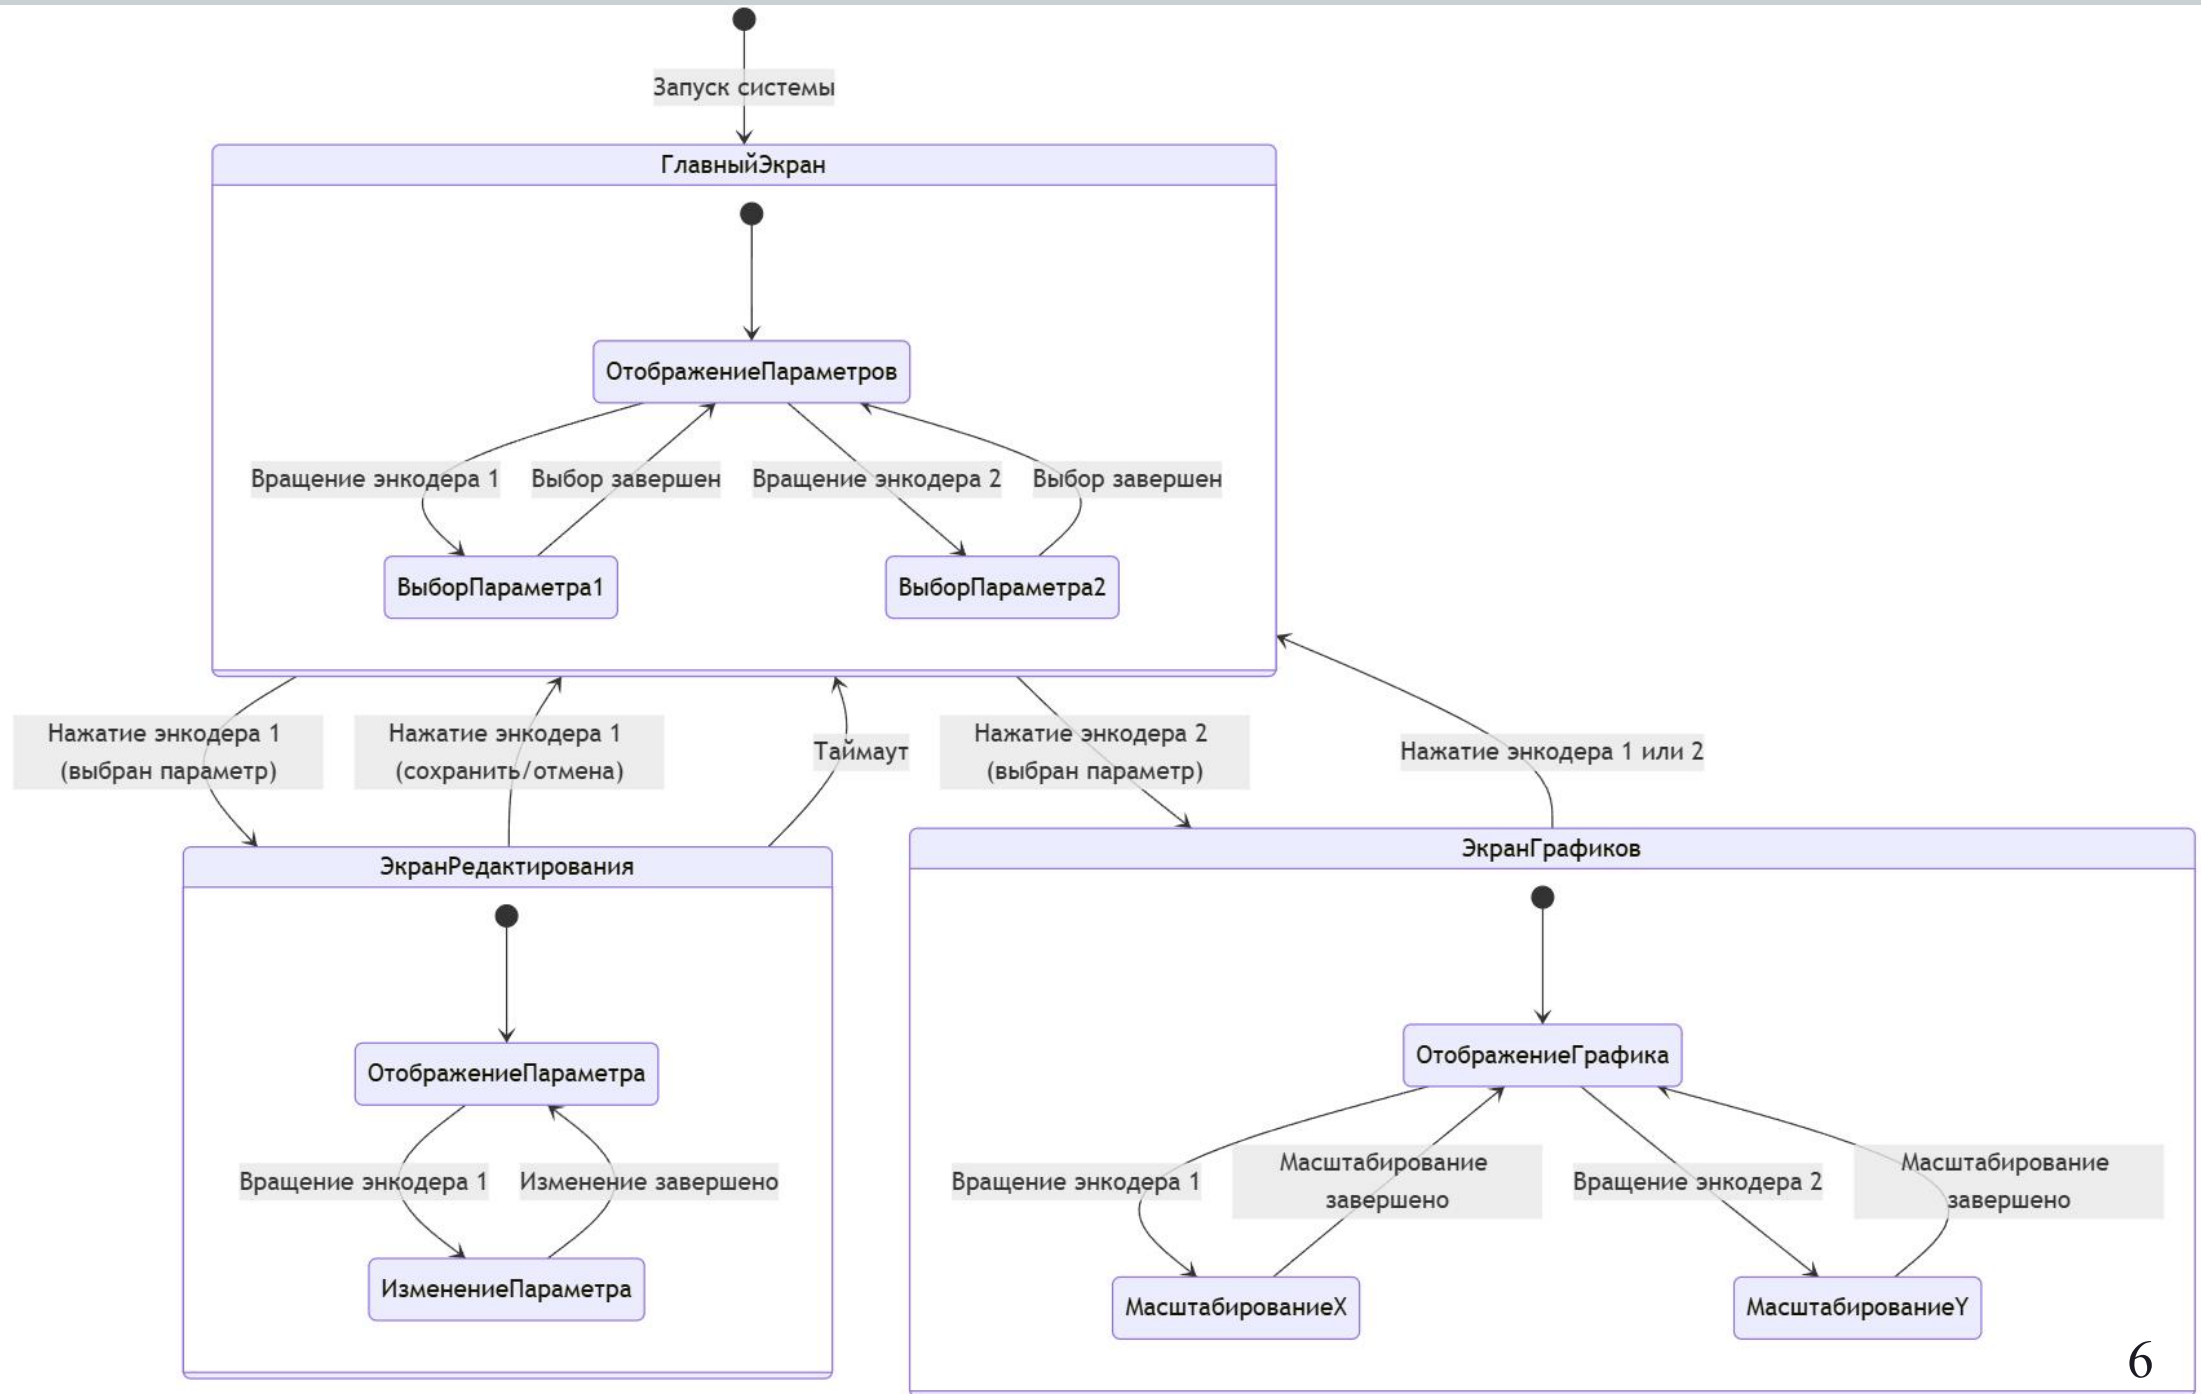 Запуск системы
ГлавныйЭкран
ОтображениеПараметров
Вращение энкодера 1
Выбор завершен
Вращение энкодера 2
Выбор завершен
ВыборПараметра1
ВыборПараметра2
Нажатие энкодера 1
(выбран параметр)
Нажатие энкодера 1
(сохранить/отмена)
Таймаут
Нажатие энкодера 2
(выбран параметр)
Нажатие энкодера 1 или 2
ЭкранРедактирования
ОтображениеПараметра
Вращение энкодера 1
Изменение завершено
ИзменениеПараметра
ЭкранГрафиков
ОтображениеГрафика
Вращение энкодера 1
Масштабирование
завершено
Вращение энкодера 2
Масштабирование
завершено
МасштабированиеX
МасштабированиеY
6